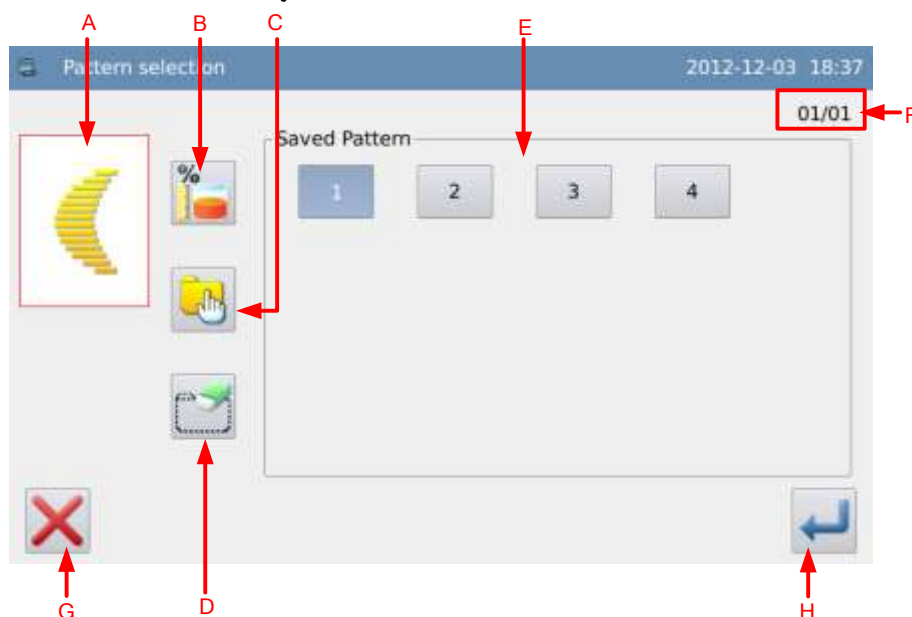 A B C E
Pattern selection 2012-12-03 18:37
01/01 F
Saved Pattern
%
1 2 3 4
G D H